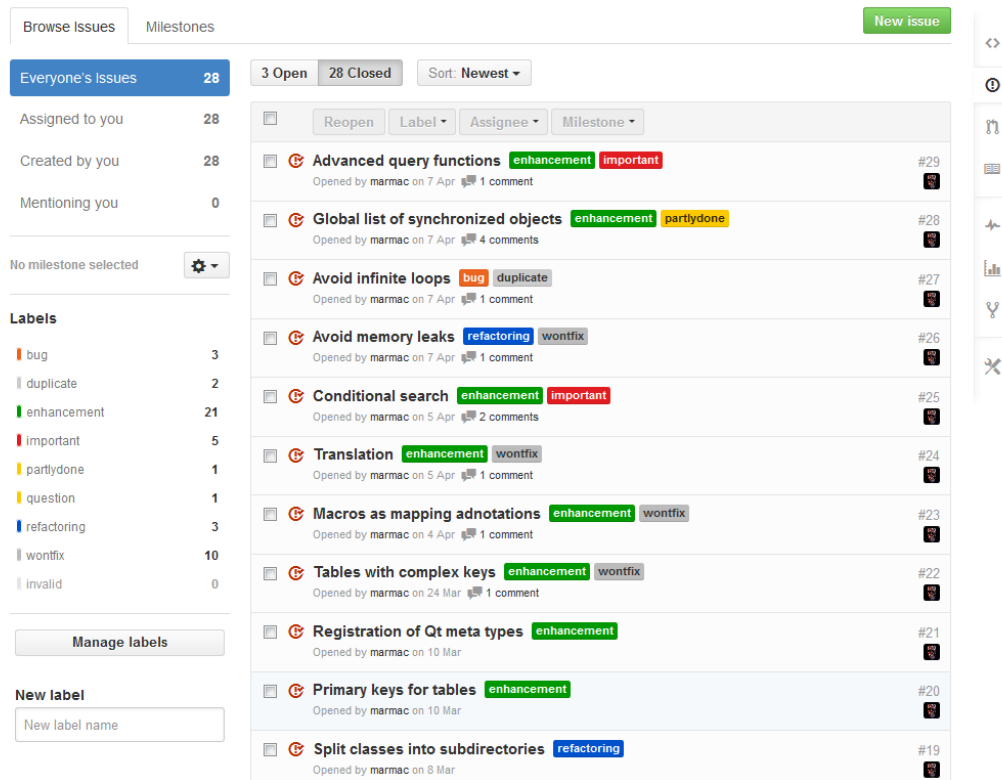 Browse Issues Milestones New issue
Everyone's Issues 28
Assigned to you 28
Created by you 28
Mentioning you 0
No milestone selected
Labels
bug 3
duplicate 2
enhancement 21
important 5
partlydone 1
question 1
refactoring 3
wontfix 10
invalid 0
Manage labels
New label
New label name
3 Open 28 Closed Sort: Newest
Reopen Label Assignee Milestone
Advanced query functions enhancement important #29
Opened by marmac on 7 Apr 1 comment
Global list of synchronized objects enhancement partlydone #28
Opened by marmac on 7 Apr 4 comments
Avoid infinite loops bug duplicate #27
Opened by marmac on 7 Apr 1 comment
Avoid memory leaks refactoring wontfix #26
Opened by marmac on 7 Apr 1 comment
Conditional search enhancement important #25
Opened by marmac on 5 Apr 2 comments
Translation enhancement wontfix #24
Opened by marmac on 5 Apr 1 comment
Macros as mapping adnotations enhancement wontfix #23
Opened by marmac on 4 Apr 1 comment
Tables with complex keys enhancement wontfix #22
Opened by marmac on 24 Mar 1 comment
Registration of Qt meta types enhancement #21
Opened by marmac on 10 Mar
Primary keys for tables enhancement #20
Opened by marmac on 10 Mar
Split classes into subdirectories refactoring #19
Opened by marmac on 8 Mar